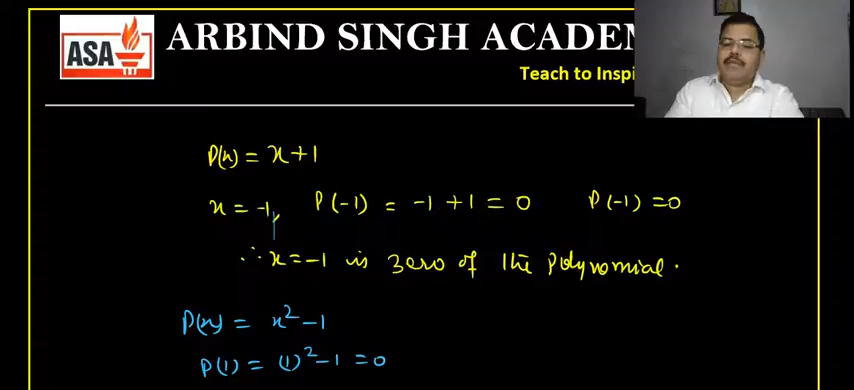 ASA
ARBIND SINGH ACADEM
Teach to Inspi
P(x) = x+1
x = -1, P(-1) = -1 +1 = 0 P(-1) = 0
∴ x = -1 is zero of the polynomial.
P(x) = x² -1
P(1) = (1)² -1 = 0